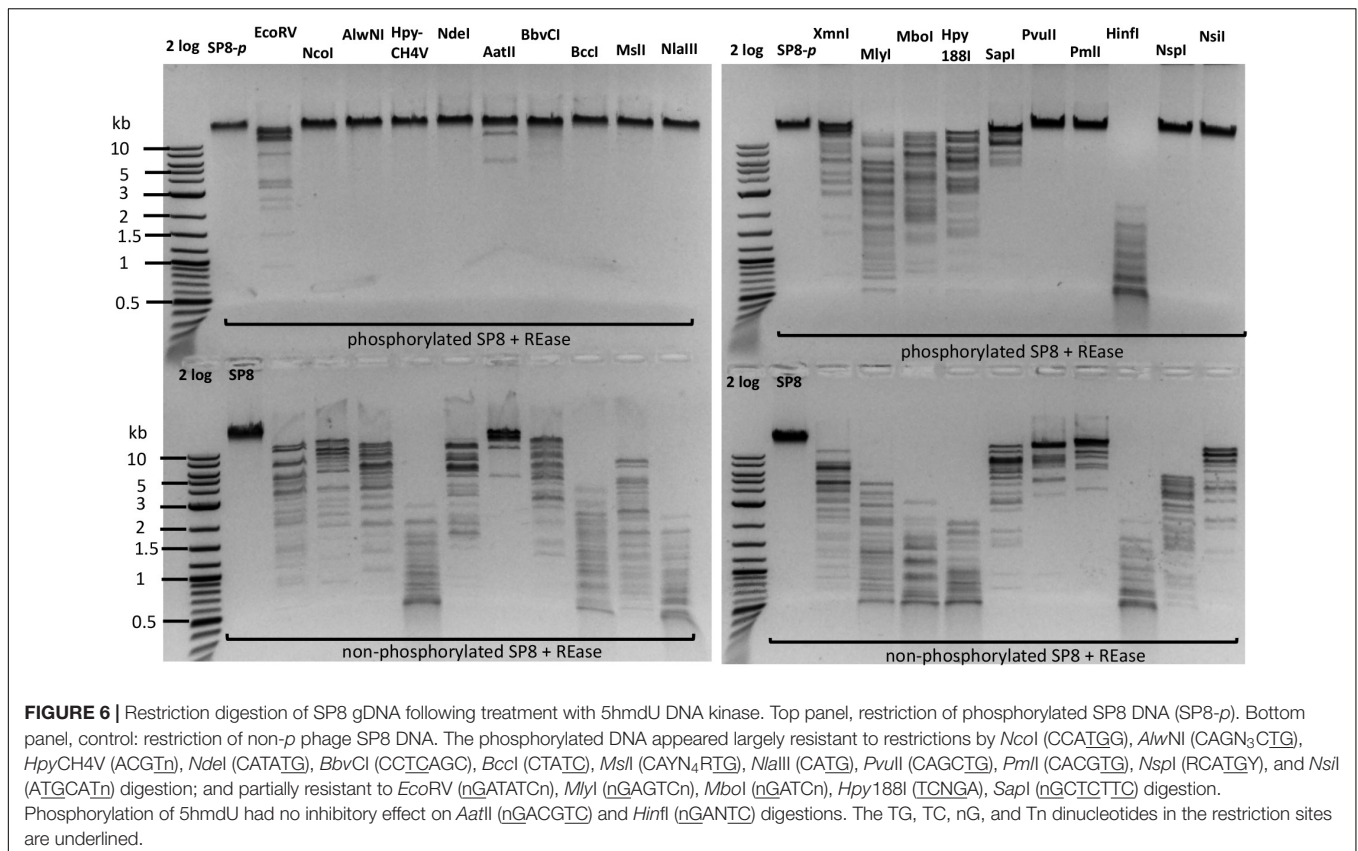 2 log SP8-p EcoRV NcoI AlwNI Hpy-CH4V NdeI AatII BbvCI BccI MslI NlaIII
kb
10
5
3
2
1.5
1
0.5
phosphorylated SP8 + REase
2 log SP8-p XmnI MlyI MboI Hpy 188I SapI PvuII PmlI HinfI NspI NsiI
phosphorylated SP8 + REase
2 log SP8
kb
10
5
3
2
1.5
1
0.5
non-phosphorylated SP8 + REase
2 log SP8
non-phosphorylated SP8 + REase
FIGURE 6 | Restriction digestion of SP8 gDNA following treatment with 5hmdU DNA kinase. Top panel, restriction of phosphorylated SP8 DNA (SP8-p). Bottom
panel, control: restriction of non-p phage SP8 DNA. The phosphorylated DNA appeared largely resistant to restrictions by NcoI (CCATGG), AlwNI (CAGN3CTG),
HpyCH4V (ACGTn), NdeI (CATATG), BbvCI (CCTCAGC), BccI (CTATC), MslI (CAYN4RTG), NlaIII (CATG), PvuII (CAGCTG), PmlI (CACGTG), NspI (RCATGY), and NsiI
(ATGCATn) digestion; and partially resistant to EcoRV (nGATATCn), MlyI (nGAGTCn), MboI (nGATCn), Hpy188I (TCNGA), SapI (nGCTCTTC) digestion.
Phosphorylation of 5hmdU had no inhibitory effect on AatII (nGACGTC) and HinfI (nGANTC) digestions. The TG, TC, nG, and Tn dinucleotides in the restriction sites
are underlined.